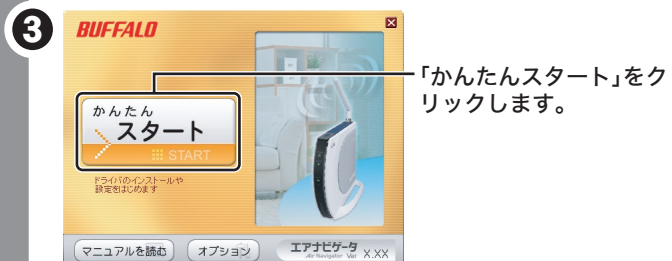 3
BUFFALO
「かんたんスタート」をク
リックします。
かんたん
スタート
START
ドライバのインストールや
設定をはじめます
マニュアルを読む
オプション
エアナビゲータ
Air Navigator Ver X.XX